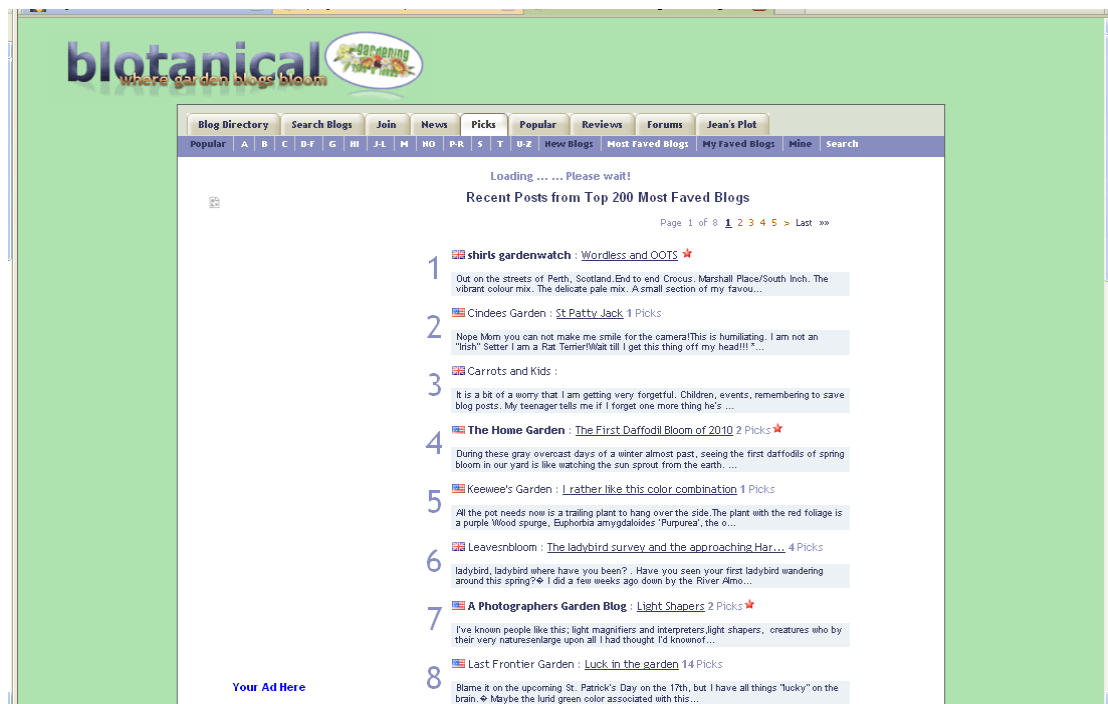 blotanical
where garden blogs bloom
gardening
Blog Directory Search Blogs Join News Picks Popular Reviews Forums Jean's Plot
Popular A B C D-F G HI J-L M NO P-R S T U-Z New Blogs Most Faved Blogs My Faved Blogs Mine Search
Loading ... ... Please wait!
Recent Posts from Top 200 Most Faved Blogs
Page 1 of 8 1 2 3 4 5 > Last »»
1 shirls gardenwatch : Wordless and OOTS
Out on the streets of Perth, Scotland.End to end Crocus. Marshall Place/South Inch. The
vibrant colour mix. The delicate pale mix. A small section of my favou...
2 Cindees Garden : St Patty Jack 1 Picks
Nope Mom you can not make me smile for the camera!This is humiliating. I am not an
"Irish" Setter I am a Rat Terrier!Wait till I get this thing off my head!!! *...
3 Carrots and Kids :
It is a bit of a worry that I am getting very forgetful. Children, events, remembering to save
blog posts. My teenager tells me if I forget one more thing he's ...
4 The Home Garden : The First Daffodil Bloom of 2010 2 Picks
During these gray overcast days of a winter almost past, seeing the first daffodils of spring
bloom in our yard is like watching the sun sprout from the earth. ...
5 Keewee's Garden : I rather like this color combination 1 Picks
All the pot needs now is a trailing plant to hang over the side.The plant with the red foliage is
a purple Wood spurge, Euphorbia amygdaloides 'Purpurea', the o...
6 Leavesnbloom : The ladybird survey and the approaching Har... 4 Picks
ladybird, ladybird where have you been? . Have you seen your first ladybird wandering
around this spring?� I did a few weeks ago down by the River Almo...
7 A Photographers Garden Blog : Light Shapers 2 Picks
I've known people like this; light magnifiers and interpreters,light shapers, creatures who by
their very naturesenlarge upon all I had thought I'd knownof...
8 Last Frontier Garden : Luck in the garden 14 Picks
Blame it on the upcoming St. Patrick's Day on the 17th, but I have all things "lucky" on the
brain.� Maybe the lurid green color associated with this...
Your Ad Here